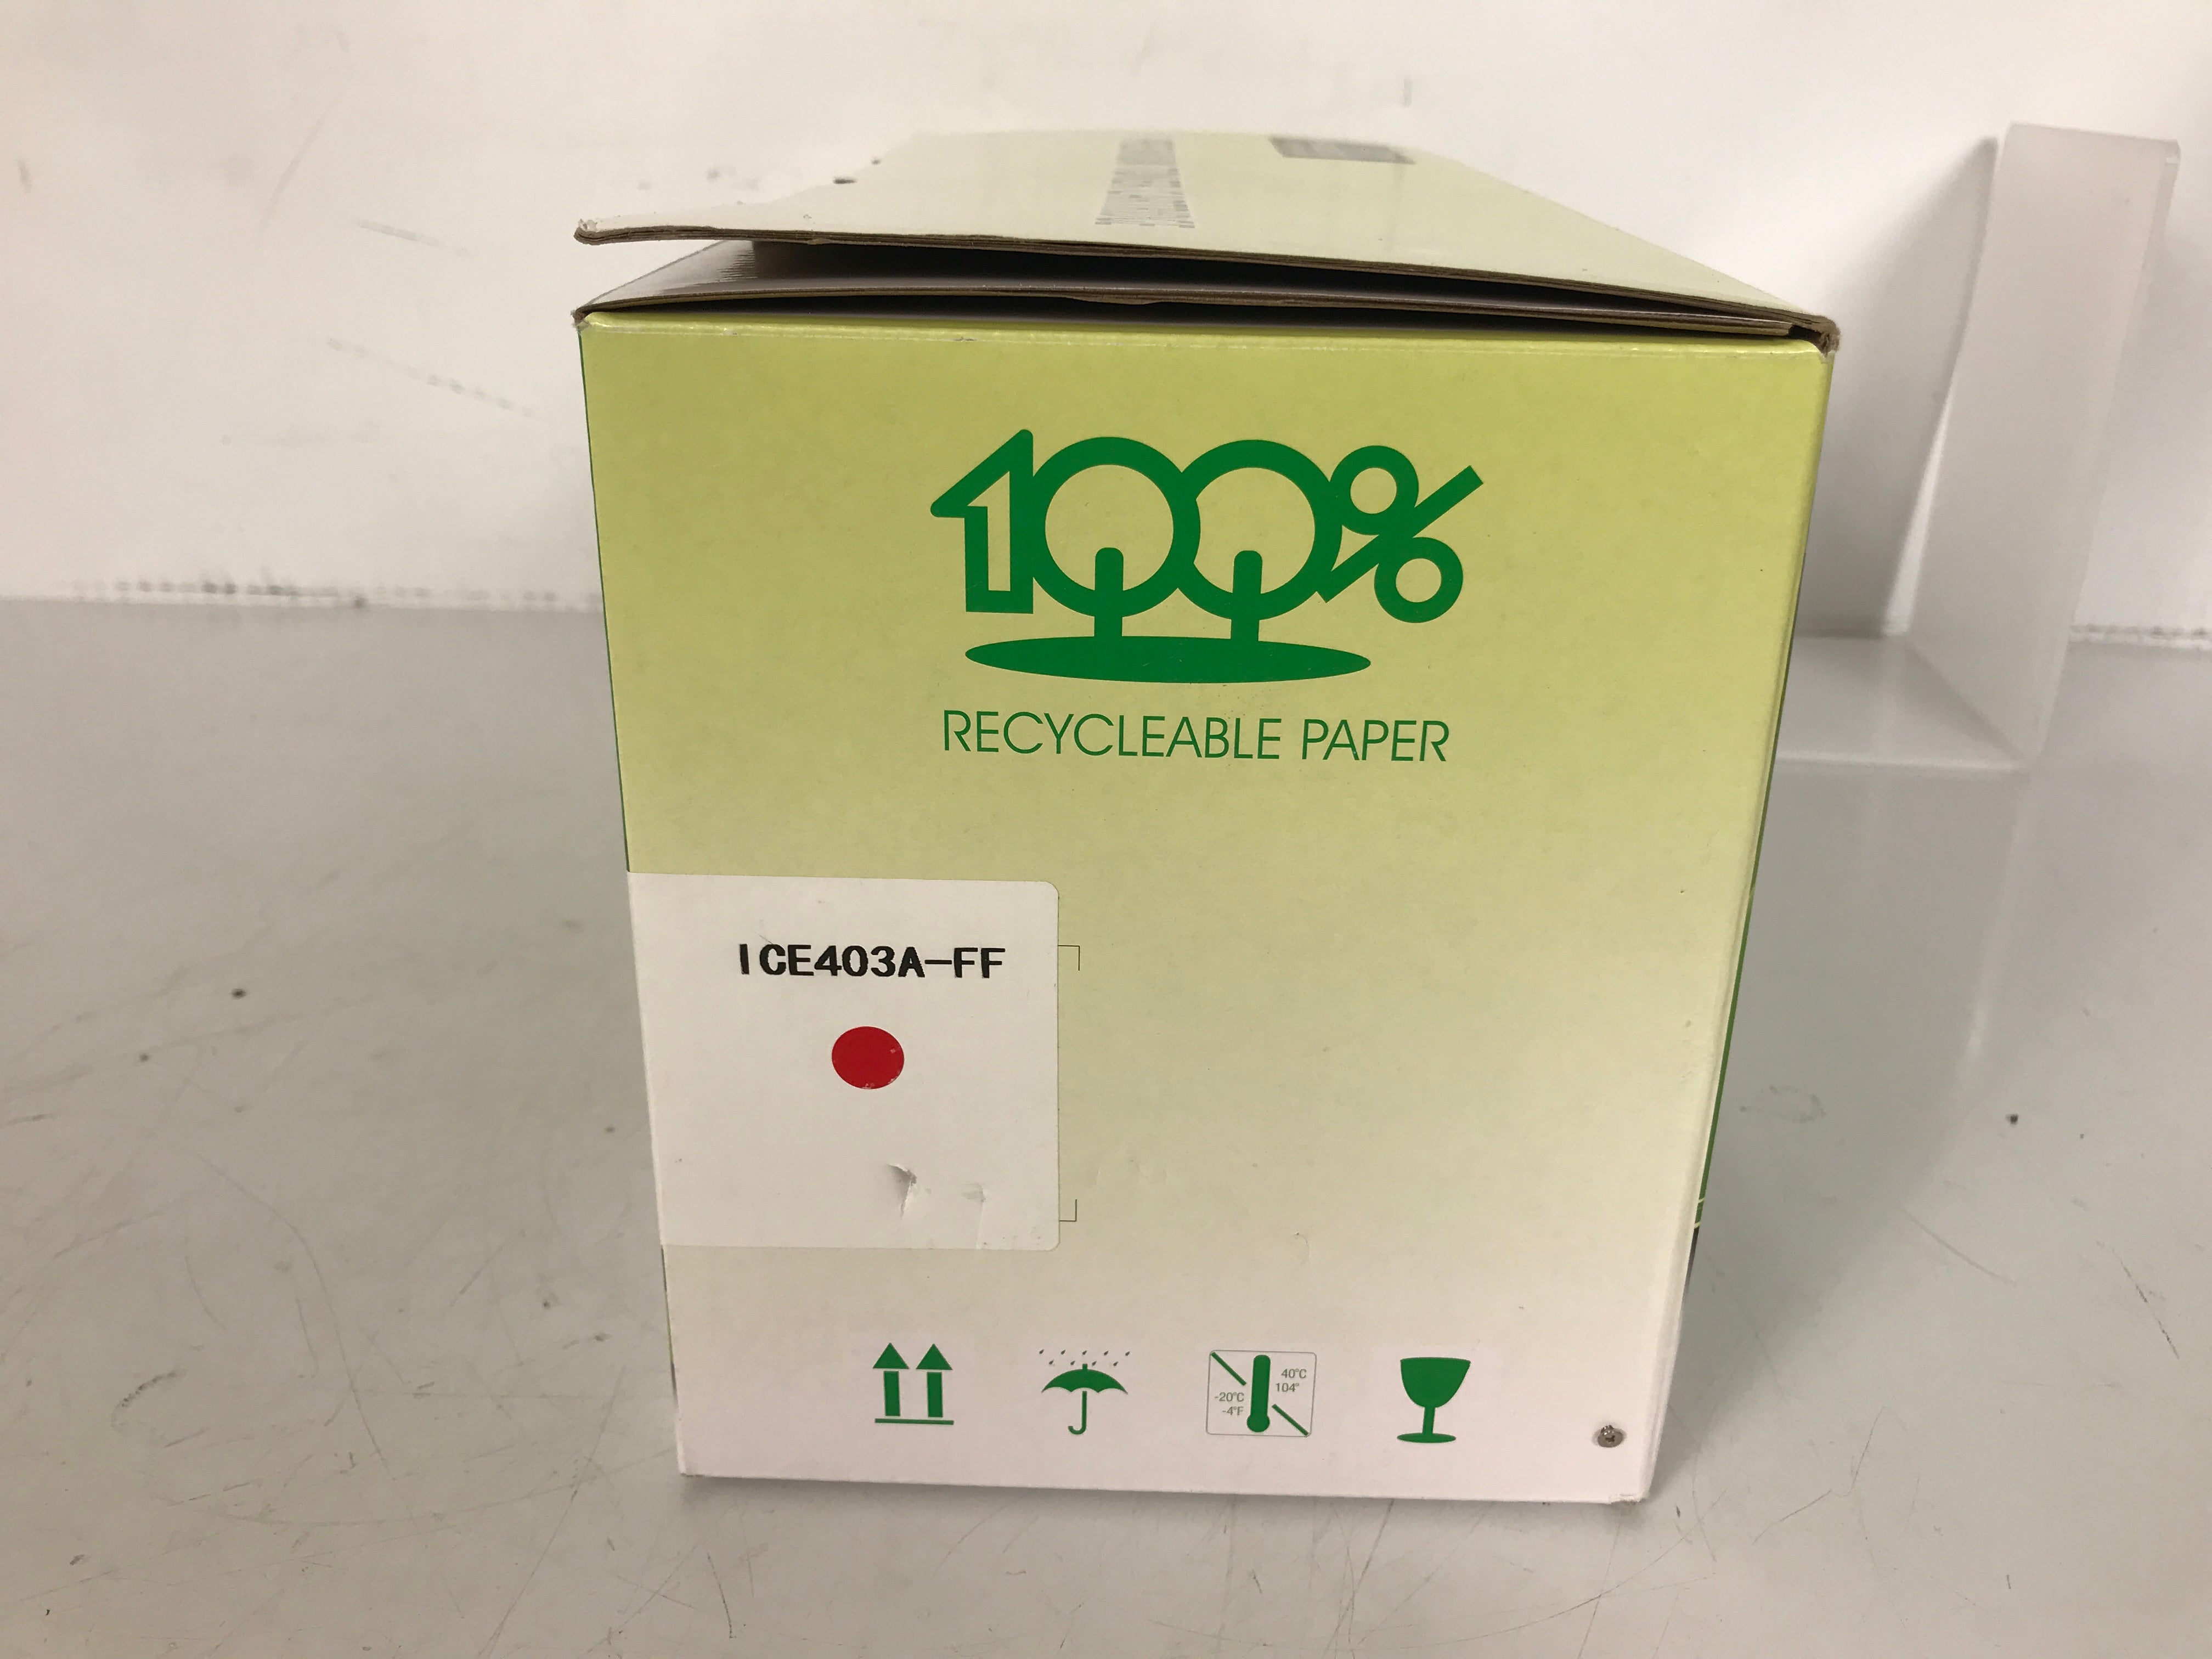 100%
RECYCLEABLE PAPER
ICE403A-FF
40°C
104°
-20°C
-4°F